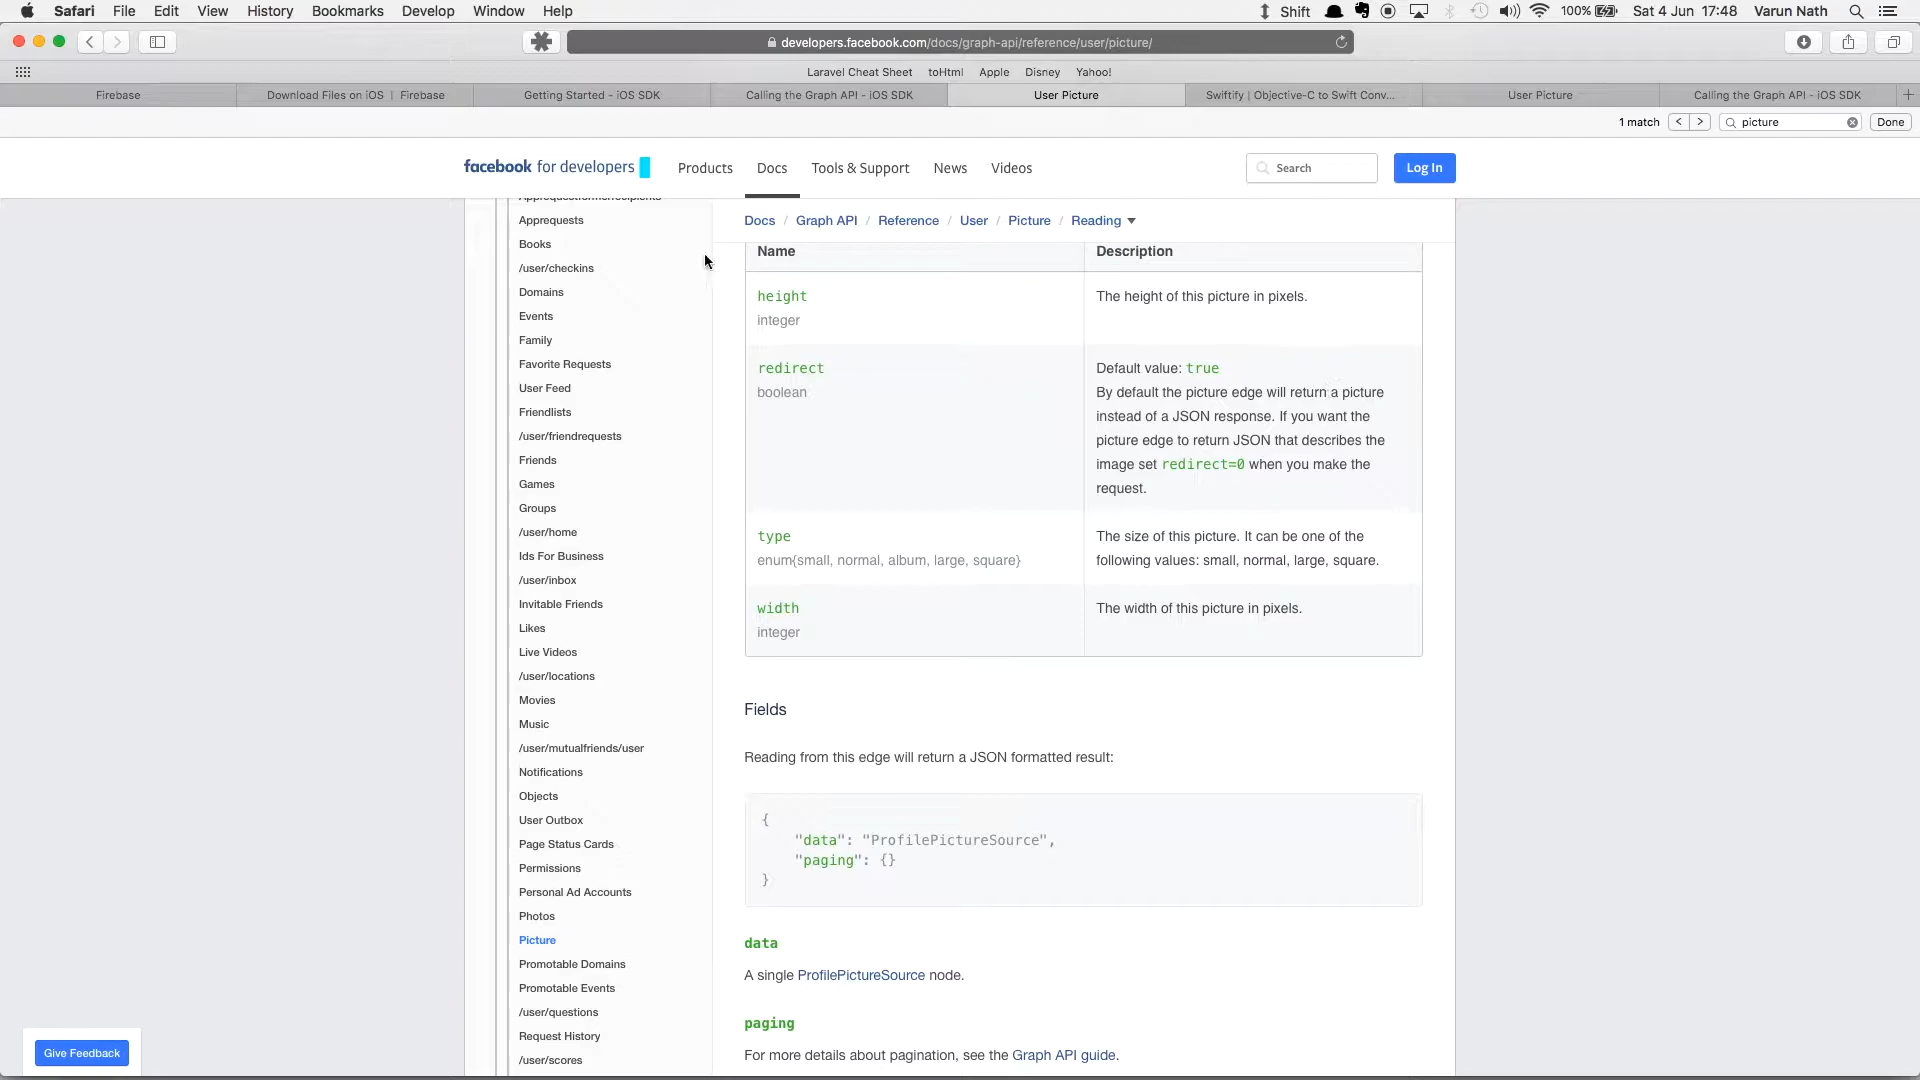 Safari File Edit View History Bookmarks Develop Window Help Shift 100% Sat 4 Jun 17:48 Varun Nath
developers.facebook.com/docs/graph-api/reference/user/picture/
Laravel Cheat Sheet toHtml Apple Disney Yahoo!
Firebase Download Files on iOS | Firebase Getting Started - iOS SDK Calling the Graph API - iOS SDK User Picture Swiftify | Objective-C to Swift Conv... User Picture Calling the Graph API - iOS SDK
1 match picture Done
facebook for developers Products Docs Tools & Support News Videos Search Log In
Docs / Graph API / Reference / User / Picture / Reading
Apprequests
Books
/user/checkins
Domains
Events
Family
Favorite Requests
User Feed
Friendlists
/user/friendrequests
Friends
Games
Groups
/user/home
Ids For Business
/user/inbox
Invitable Friends
Likes
Live Videos
/user/locations
Movies
Music
/user/mutualfriends/user
Notifications
Objects
User Outbox
Page Status Cards
Permissions
Personal Ad Accounts
Photos
Picture
Promotable Domains
Promotable Events
/user/questions
Request History
/user/scores
Name Description
height The height of this picture in pixels.
integer
redirect Default value: true
boolean By default the picture edge will return a picture
instead of a JSON response. If you want the
picture edge to return JSON that describes the
image set redirect=0 when you make the
request.
type The size of this picture. It can be one of the
enum{small, normal, album, large, square} following values: small, normal, large, square.
width The width of this picture in pixels.
integer
Fields
Reading from this edge will return a JSON formatted result:
{
"data": "ProfilePictureSource",
"paging": {}
}
data
A single ProfilePictureSource node.
paging
For more details about pagination, see the Graph API guide.
Give Feedback